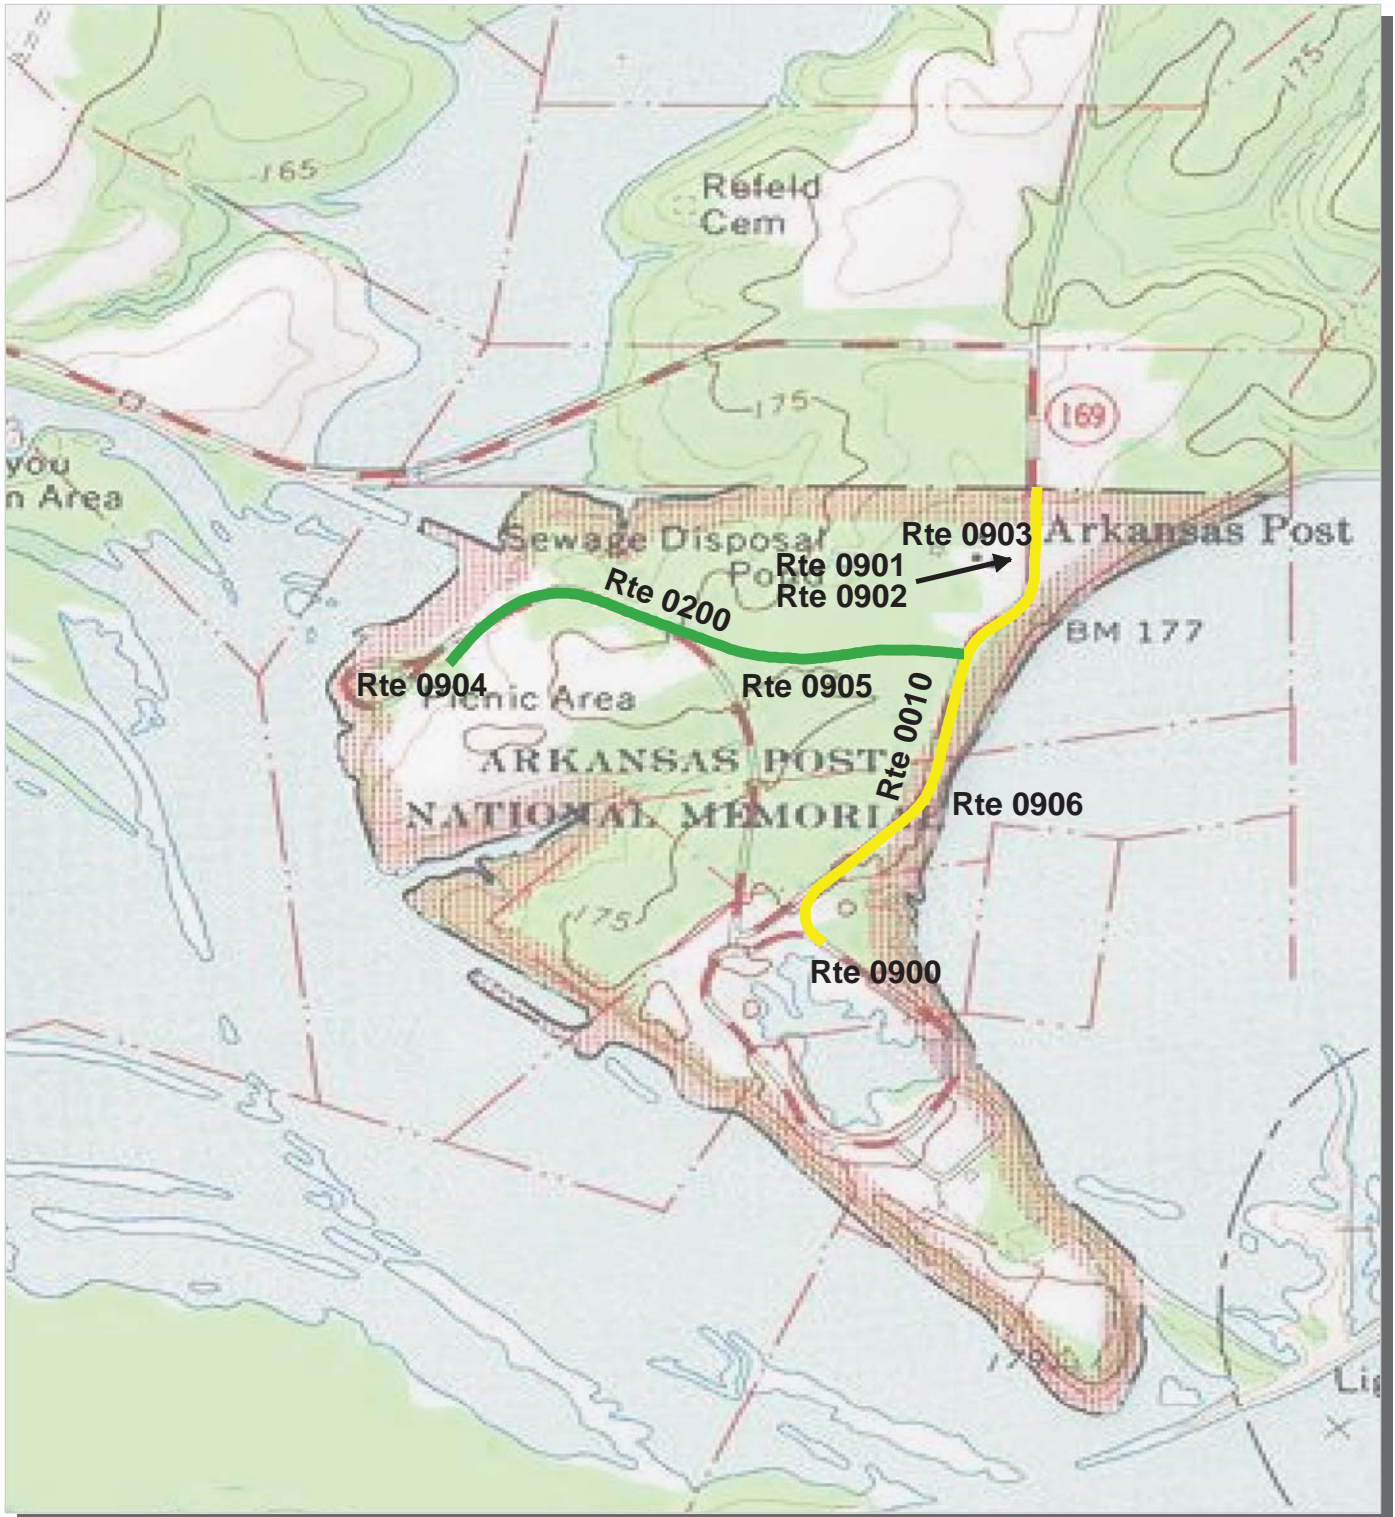 175
165
Refeld
Cem
175
169
you
n Area
Sewage Disposal
Pond
Rte 0903
Arkansas Post
Rte 0901
Rte 0902
Rte 0200
BM 177
Rte 0904
Picnic Area
Rte 0905
Rte 0010
ARKANSAS POST
NATIONAL MEMORIAL
Rte 0906
175
Rte 0900